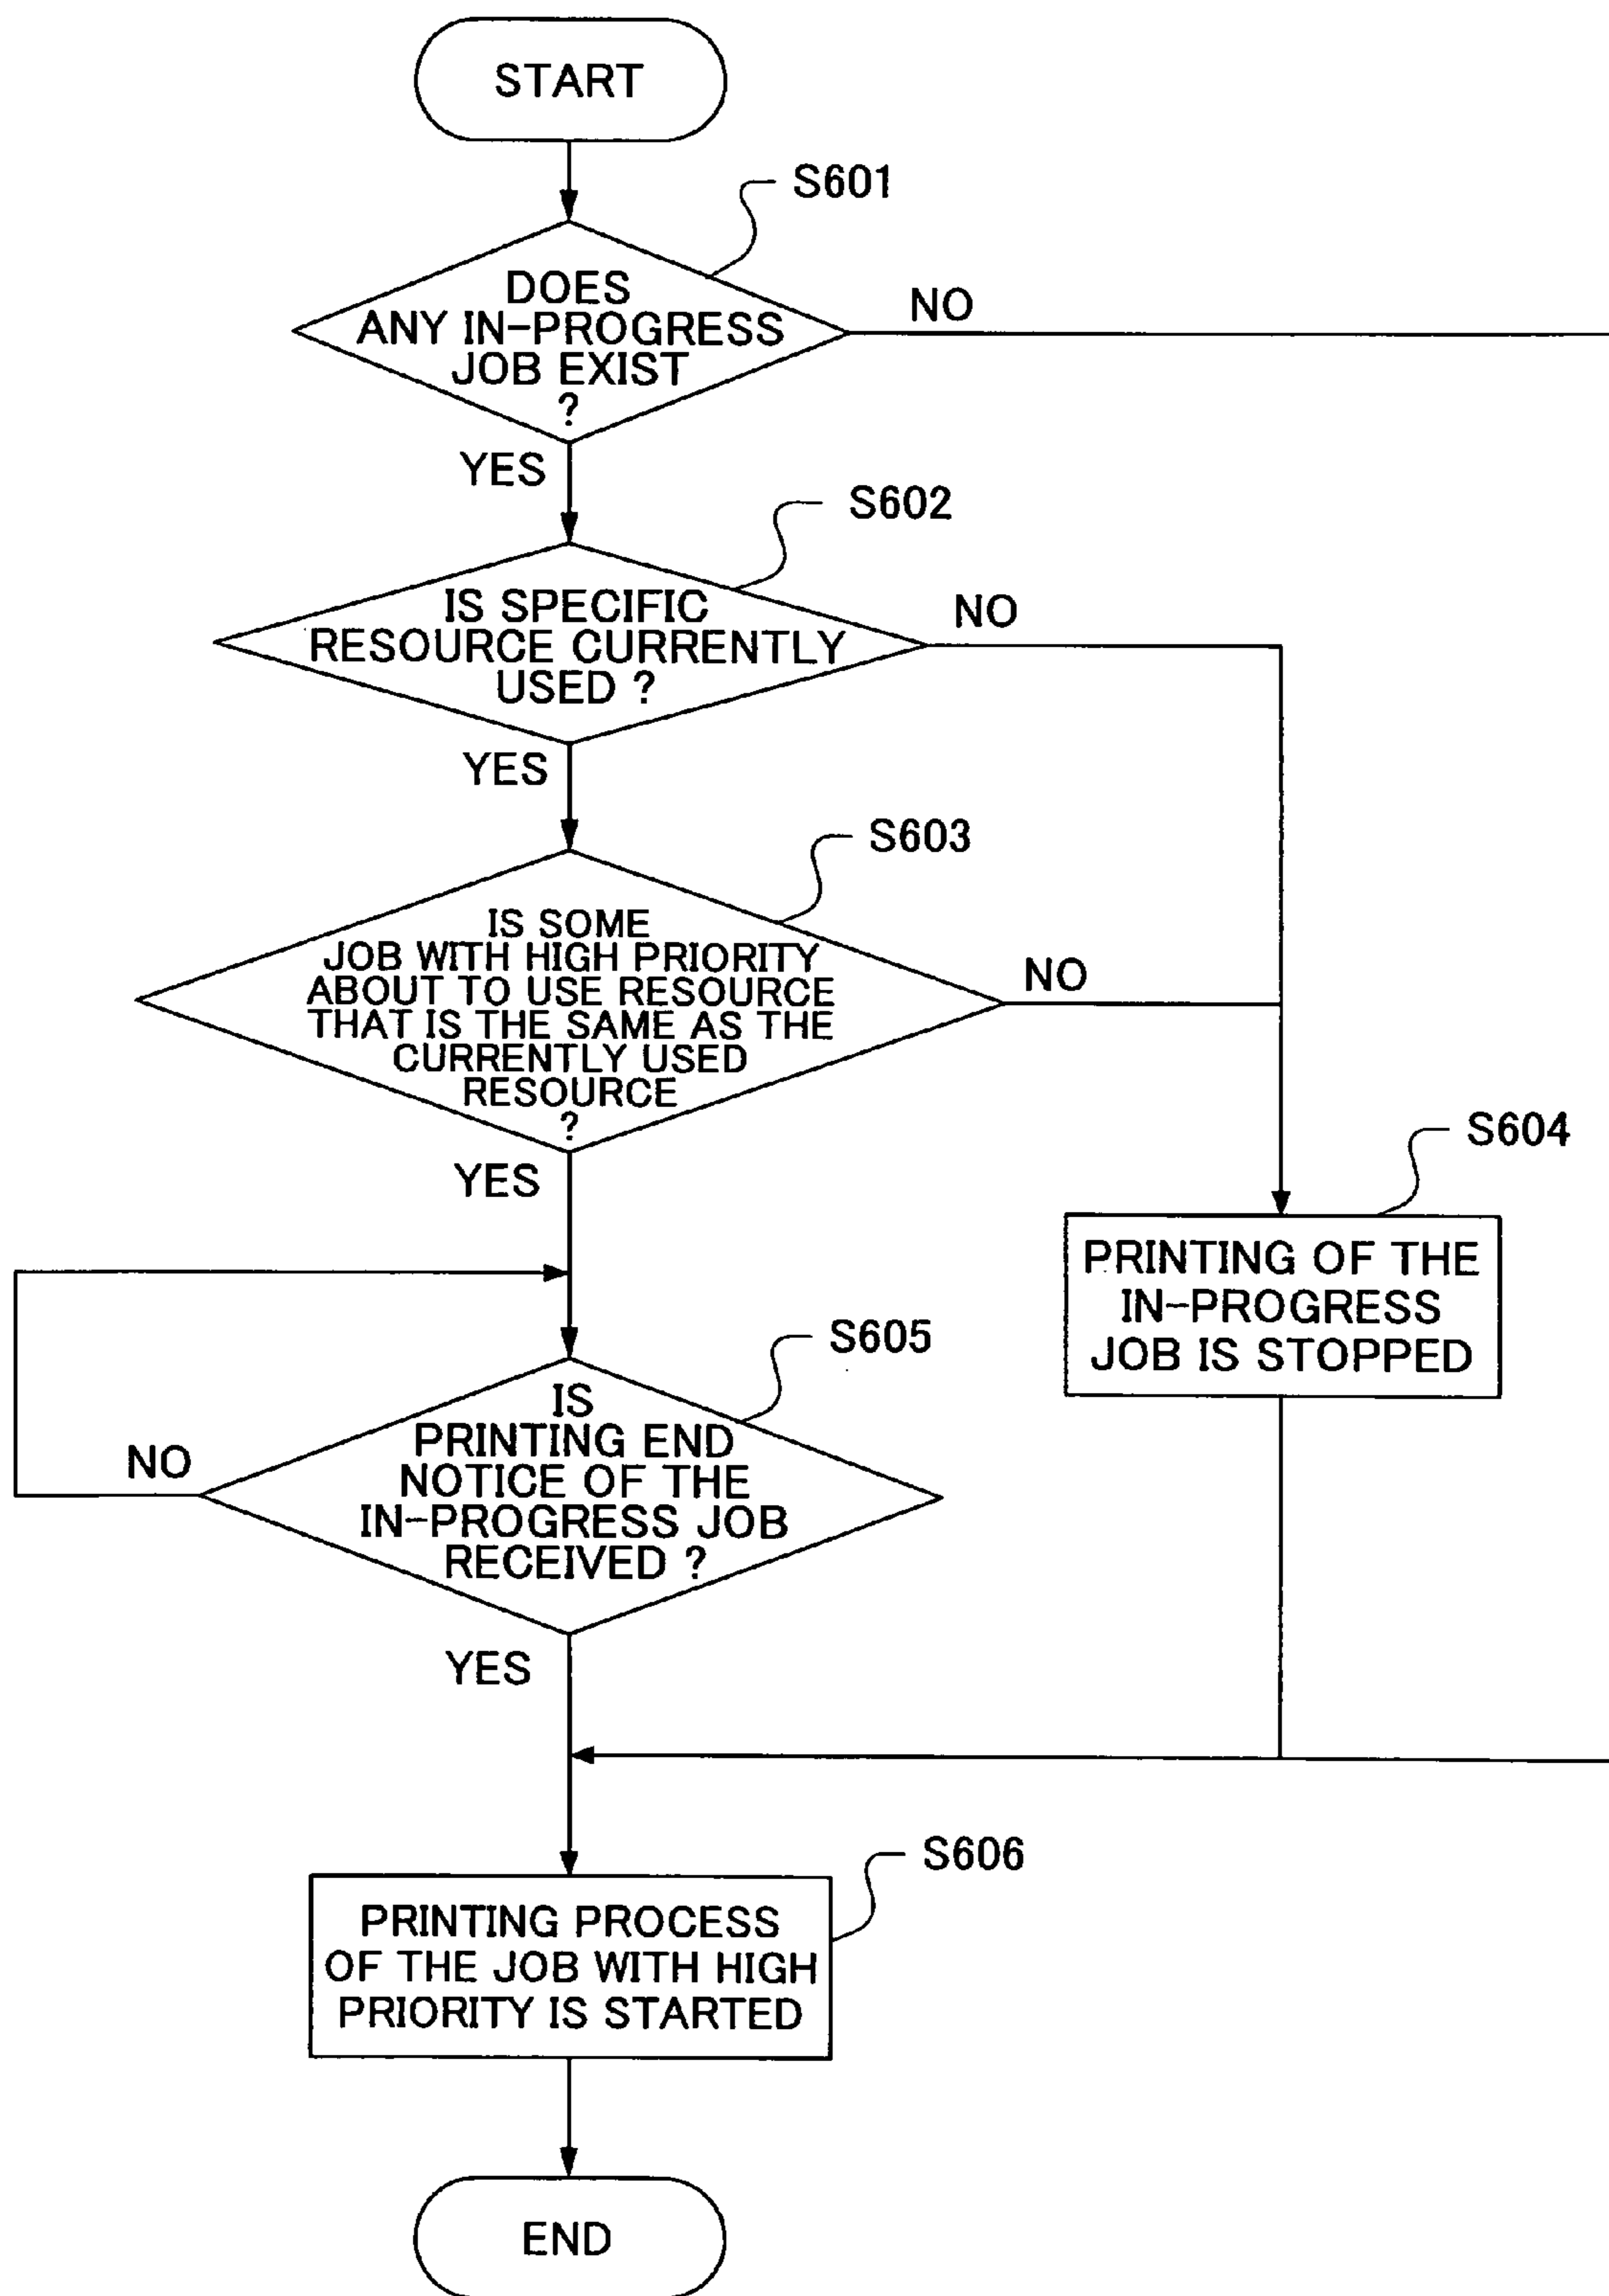 START
S601
DOES
ANY IN-PROGRESS
JOB EXIST
?
NO
YES
S602
IS SPECIFIC
RESOURCE CURRENTLY
USED ?
NO
YES
S603
IS SOME
JOB WITH HIGH PRIORITY
ABOUT TO USE RESOURCE
THAT IS THE SAME AS THE
CURRENTLY USED
RESOURCE
?
NO
YES
S604
PRINTING OF THE
IN-PROGRESS
JOB IS STOPPED
S605
IS
PRINTING END
NOTICE OF THE
IN-PROGRESS JOB
RECEIVED ?
NO
YES
S606
PRINTING PROCESS
OF THE JOB WITH HIGH
PRIORITY IS STARTED
END